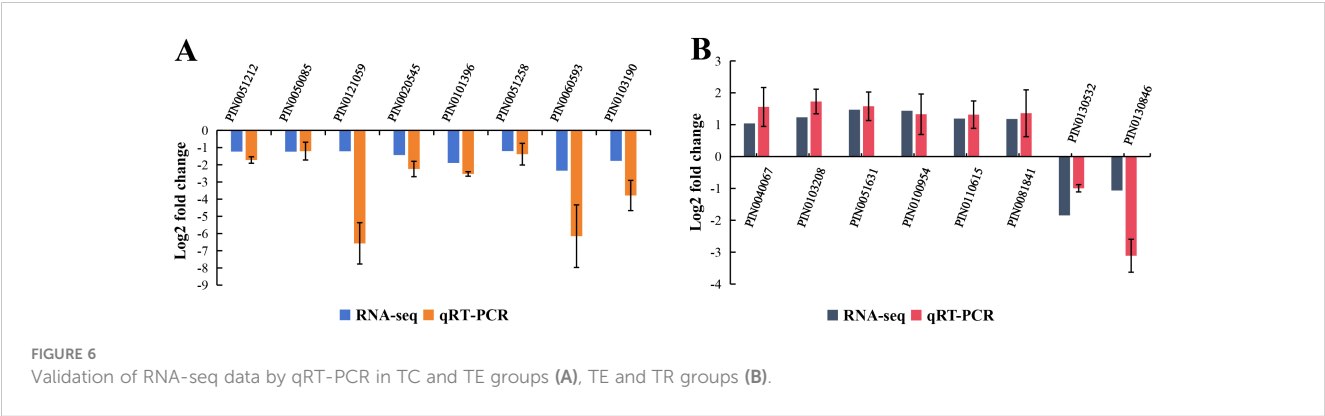 A
PIN0051212
PIN0050085
PIN0121059
PIN0020545
PIN0101396
PIN0051258
PIN0060593
PIN0103190
Log2 fold change
0
-1
-2
-3
-4
-5
-6
-7
-8
-9
RNA-seq qRT-PCR
B
Log2 fold change
3
2
1
0
-1
-2
-3
-4
PIN0040067
PIN0103208
PIN0051631
PIN0100954
PIN0110615
PIN0081841
PIN0130532
PIN0130846
RNA-seq qRT-PCR
FIGURE 6
Validation of RNA-seq data by qRT-PCR in TC and TE groups (A), TE and TR groups (B).